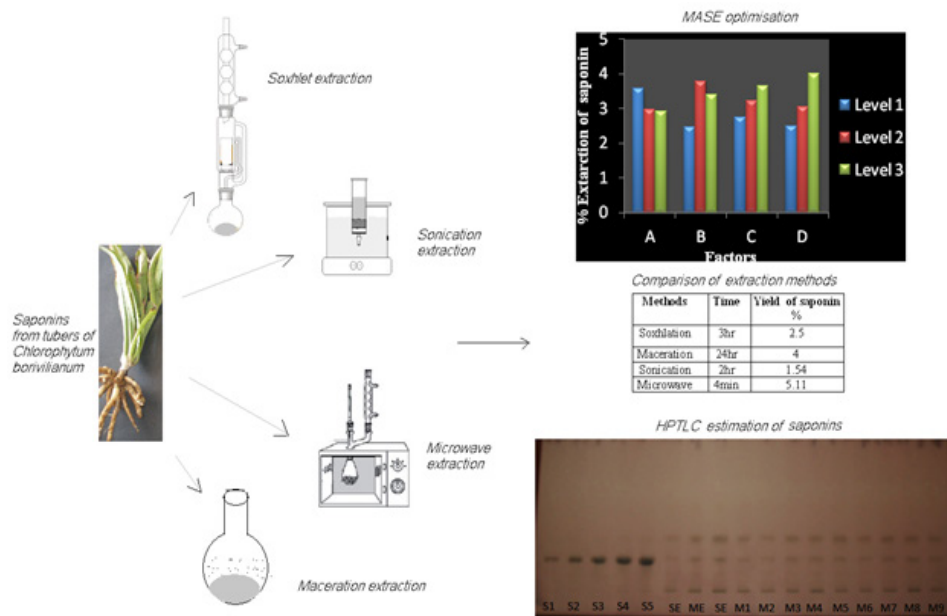 Soxhlet extraction
Sonication
extraction
Saponins
from tubers of
Chlorophytum
borivilianum
Microwave
extraction
Maceration extraction
MASE optimisation
% Extarction of saponin
5
4
3
2
1
0
A B C D
Factors
Level 1
Level 2
Level 3
Comparison of extraction methods
Methods Time Yield of saponin
%
Soxhlation 3hr 2.5
Maceration 24hr 4
Sonication 2hr 1.54
Microwave 4min 5.11
HPTLC estimation of saponins
S1 S2 S3 S4 S5 SE ME SE M1 M2 M3 M4 M5 M6 M7 M8 M9